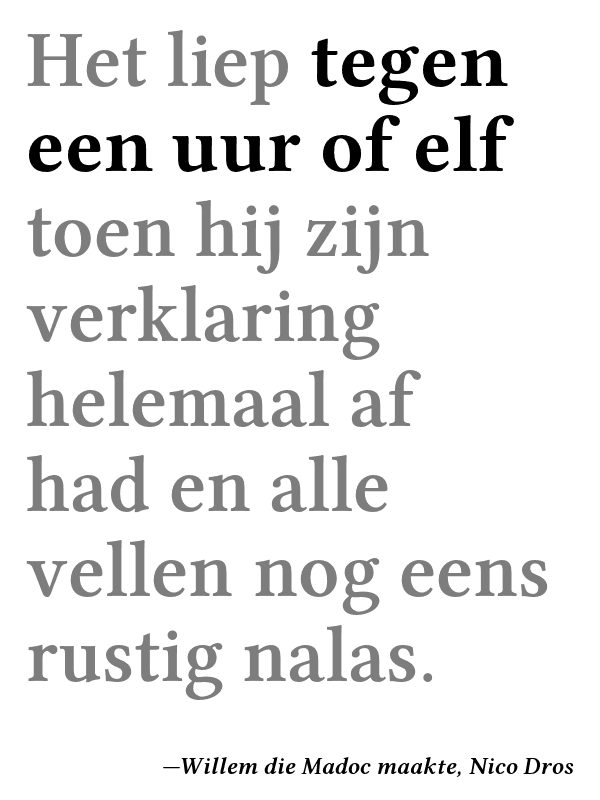 Het liep tegen
een uur of elf
toen hij zijn
verklaring
helemaal af
had en alle
vellen nog eens
rustig nalas.
—Willem die Madoc maakte, Nico Dros